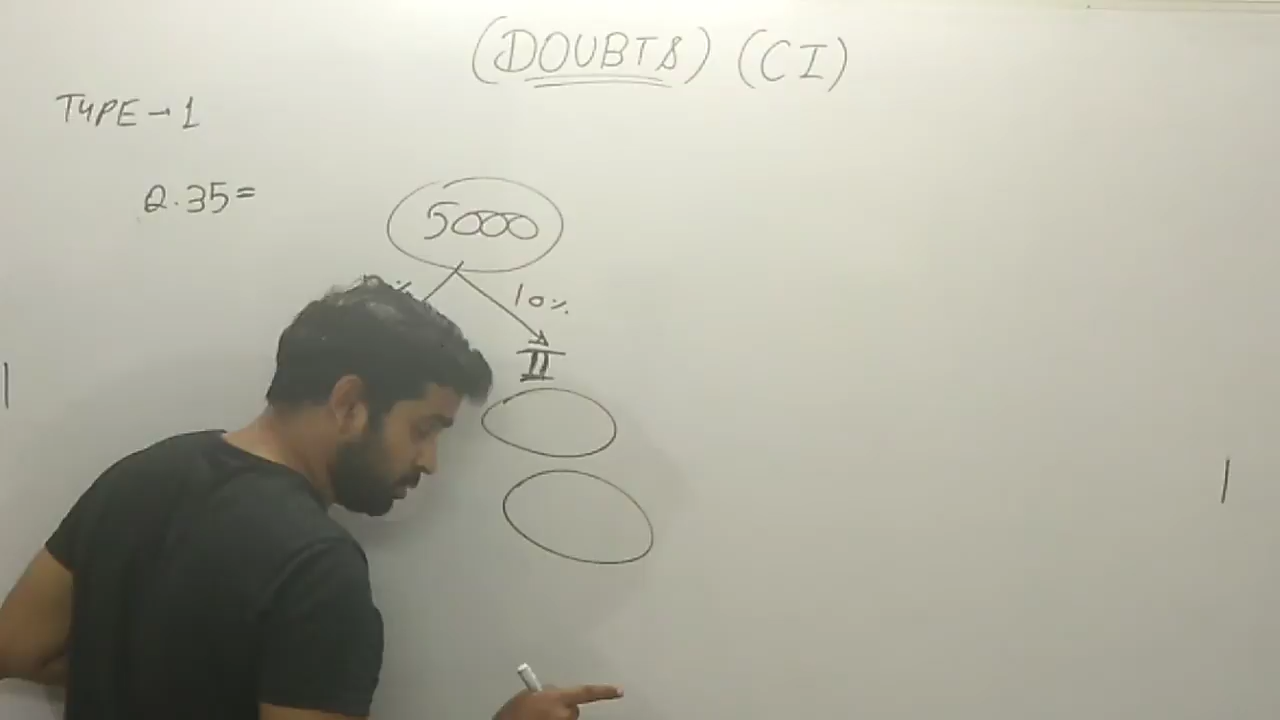 (DOUBTS) (CI)
TYPE → 1
Q.35=
5000
10%
II